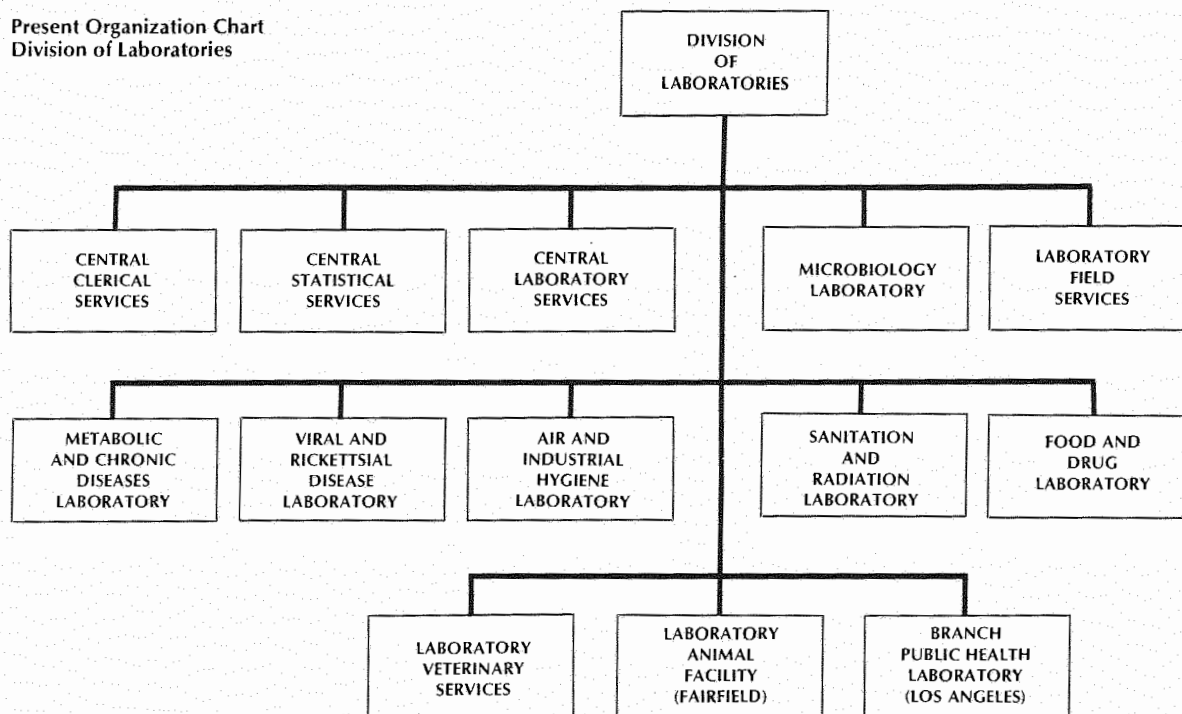 Present Organization Chart
Division of Laboratories
DIVISION
OF
LABORATORIES
CENTRAL
CLERICAL
SERVICES
CENTRAL
STATISTICAL
SERVICES
CENTRAL
LABORATORY
SERVICES
MICROBIOLOGY
LABORATORY
LABORATORY
FIELD
SERVICES
METABOLIC
AND CHRONIC
DISEASES
LABORATORY
VIRAL AND
RICKETTSIAL
DISEASE
LABORATORY
AIR AND
INDUSTRIAL
HYGIENE
LABORATORY
SANITATION
AND
RADIATION
LABORATORY
FOOD AND
DRUG
LABORATORY
LABORATORY
VETERINARY
SERVICES
LABORATORY
ANIMAL
FACILITY
(FAIRFIELD)
BRANCH
PUBLIC HEALTH
LABORATORY
(LOS ANGELES)